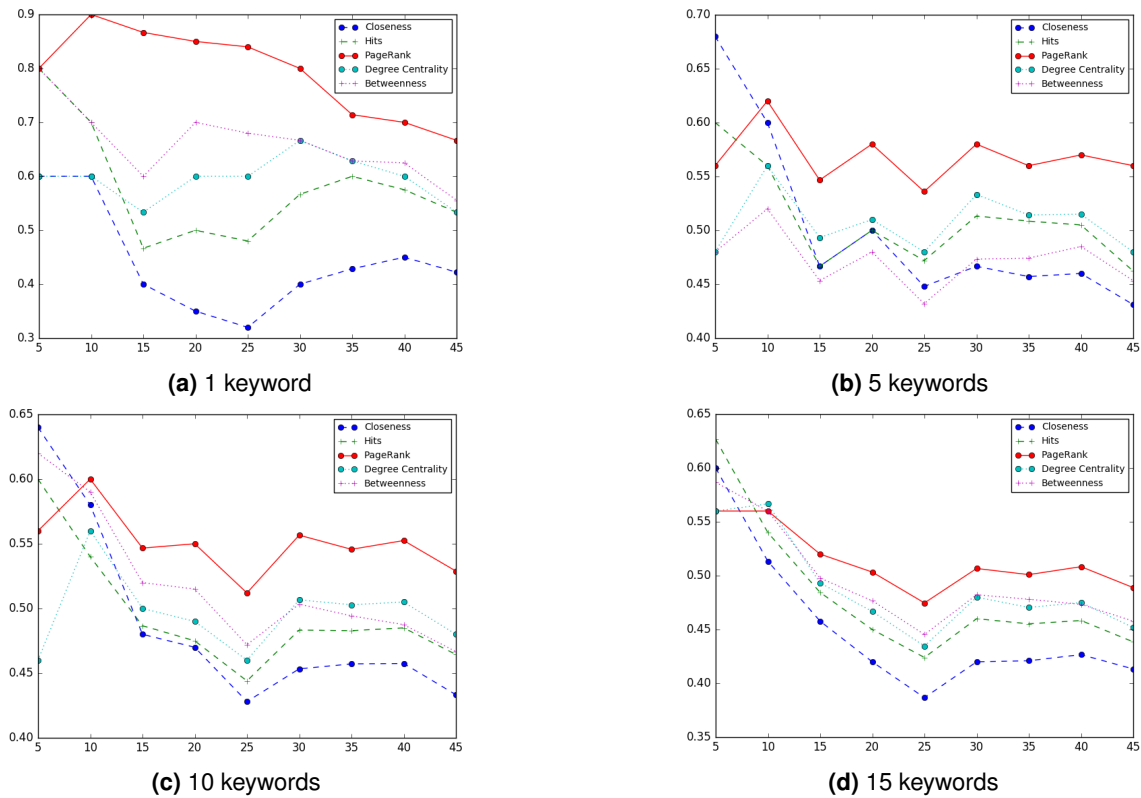 0.9
0.8
0.7
0.6
0.5
0.4
0.3
5 10 15 20 25 30 35 40 45
Closeness
Hits
PageRank
Degree Centrality
Betweenness
(a) 1 keyword
0.70
0.65
0.60
0.55
0.50
0.45
0.40
5 10 15 20 25 30 35 40 45
Closeness
Hits
PageRank
Degree Centrality
Betweenness
(b) 5 keywords
0.65
0.60
0.55
0.50
0.45
0.40
5 10 15 20 25 30 35 40 45
Closeness
Hits
PageRank
Degree Centrality
Betweenness
(c) 10 keywords
0.65
0.60
0.55
0.50
0.45
0.40
0.35
5 10 15 20 25 30 35 40 45
Closeness
Hits
PageRank
Degree Centrality
Betweenness
(d) 15 keywords